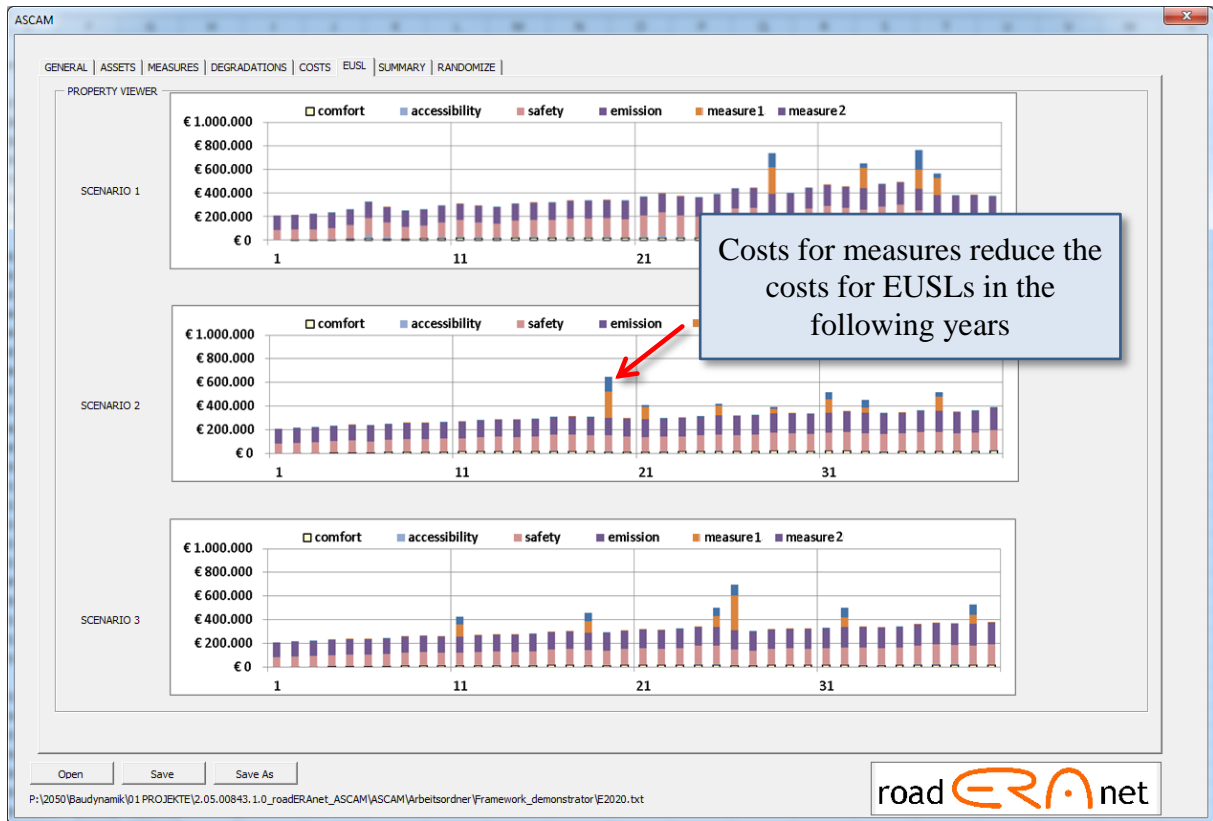 ASCAM
GENERAL | ASSETS | MEASURES | DEGRADATIONS | COSTS | EUSL | SUMMARY | RANDOMIZE |
PROPERTY VIEWER
SCENARIO 1
comfort accessibility safety emission measure1 measure2
€ 1.000.000
€ 800.000
€ 600.000
€ 400.000
€ 200.000
€ 0
1 11 21
Costs for measures reduce the
costs for EUSLs in the
following years
SCENARIO 2
comfort accessibility safety emission
€ 1.000.000
€ 800.000
€ 600.000
€ 400.000
€ 200.000
€ 0
1 11 21 31
SCENARIO 3
comfort accessibility safety emission measure1 measure2
€ 1.000.000
€ 800.000
€ 600.000
€ 400.000
€ 200.000
€ 0
1 11 21 31
Open Save Save As
P:\2050\Baudynamik\01 PROJEKTE\2.05.00843.1.0_roadERAnet_ASCAM\ASCAM\Arbeitsordner\Framework_demonstrator\E2020.txt
road ERA net